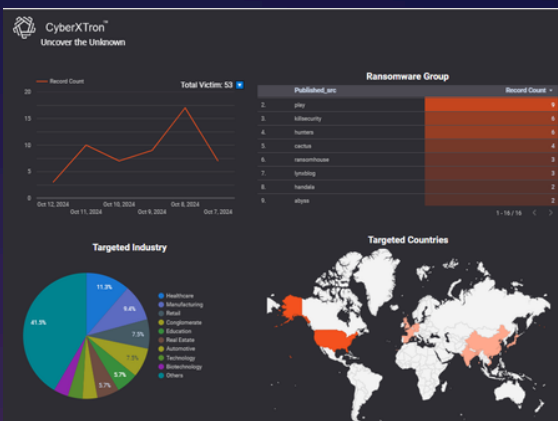 CyberXTron™
Uncover the Unknown
Record Count
Total Victim: 53
20
15
10
5
0
Oct 12, 2024
Oct 11, 2024
Oct 10, 2024
Oct 9, 2024
Oct 8, 2024
Oct 7, 2024
Ransomware Group
Published_src Record Count
2. play 9
3. killsecurity 6
4. hunters 6
5. cactus 4
6. ransomhouse 3
7. lynxblog 3
8. handala 2
9. abyss 2
1 - 16 / 16 < >
Targeted Industry
11.3%
9.4%
7.5%
7.5%
5.7%
5.7%
41.5%
Healthcare
Manufacturing
Retail
Conglomerate
Education
Real Estate
Automotive
Technology
Biotechnology
Others
Targeted Countries